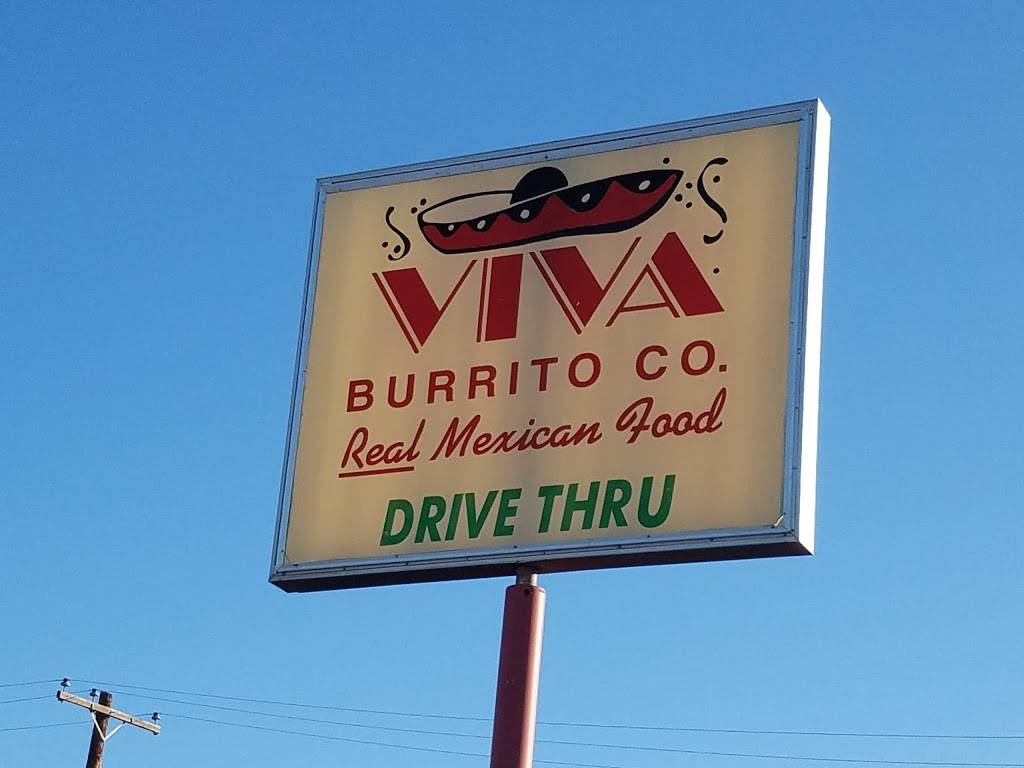 VIVA
BURRITO CO.
Real Mexican Food
DRIVE THRU